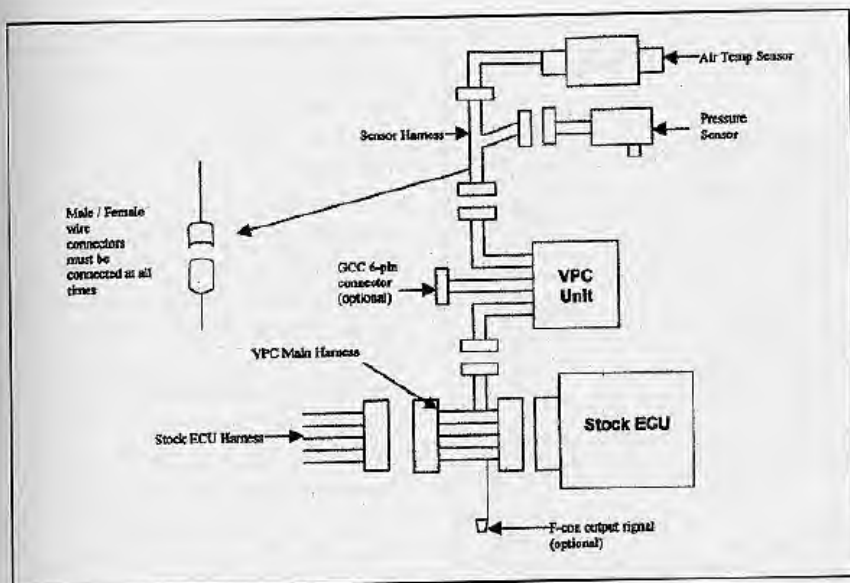 Air Temp Sensor
Pressure
Sensor
Sensor Harness
Male / Female
wire
connectors
must be
connected at all
times
GCC 6-pin
connector
(optional)
VPC
Unit
VPC Main Harness
Stock ECU Harness
Stock ECU
F-con output signal
(optional)